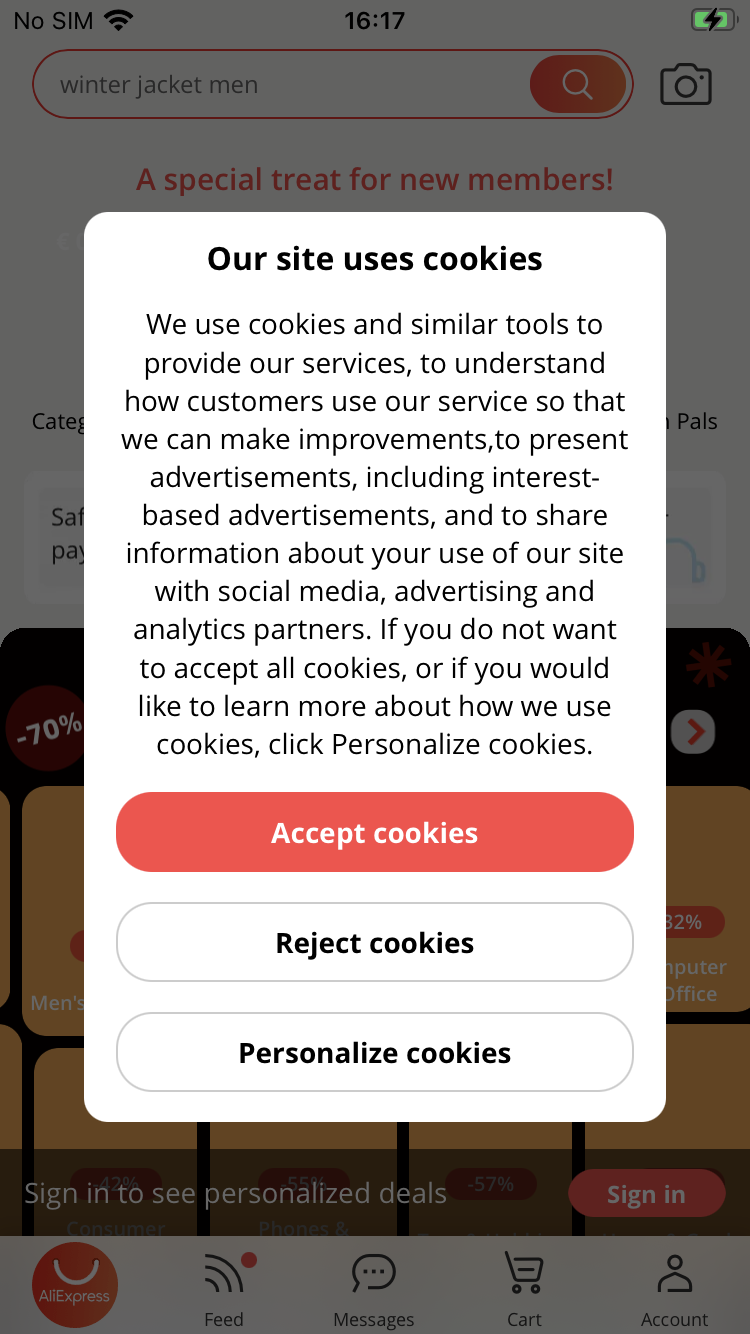 No SIM 16:17
winter jacket men
A special treat for new members!
Our site uses cookies
We use cookies and similar tools to
provide our services, to understand
how customers use our service so that
we can make improvements,to present
advertisements, including interest-
based advertisements, and to share
information about your use of our site
with social media, advertising and
analytics partners. If you do not want
to accept all cookies, or if you would
like to learn more about how we use
cookies, click Personalize cookies.
Pals
-70%
Accept cookies
32%
Reject cookies
Office
Men's
Personalize cookies
-42% -55% -57%
Sign in to see personalized deals
Sign in
Consumer Phones &
AliExpress
Feed Messages Cart Account